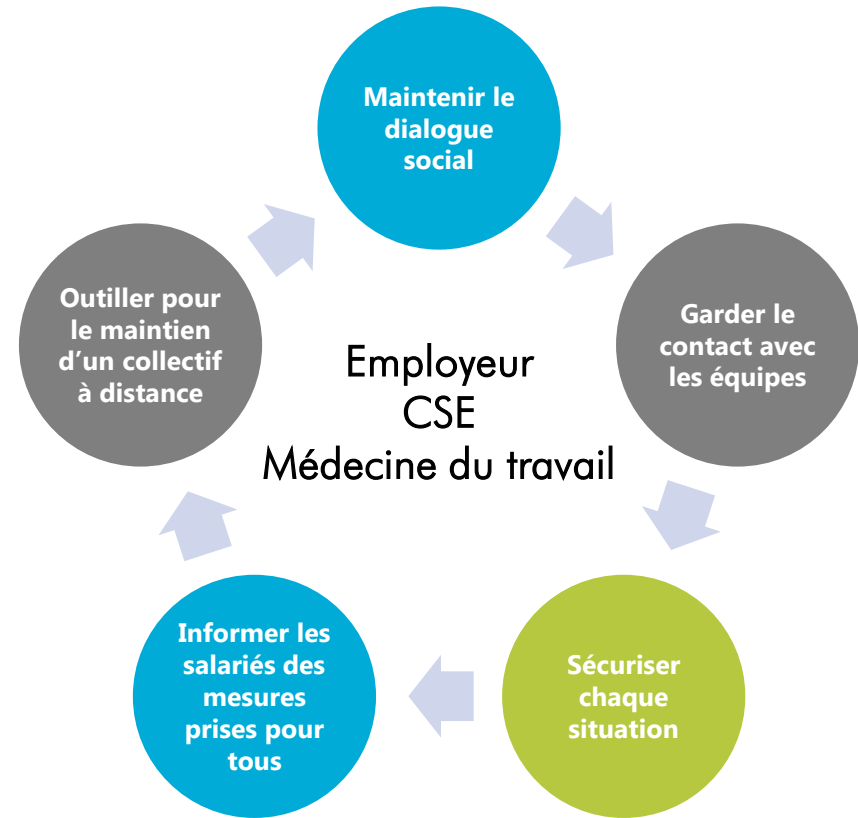 Maintenir le
dialogue
social
Garder le
contact avec
les équipes
Sécuriser
chaque
situation
Informer les
salariés des
mesures
prises pour
tous
Outiller pour
le maintien
d’un collectif
à distance
Employeur
CSE
Médecine du travail